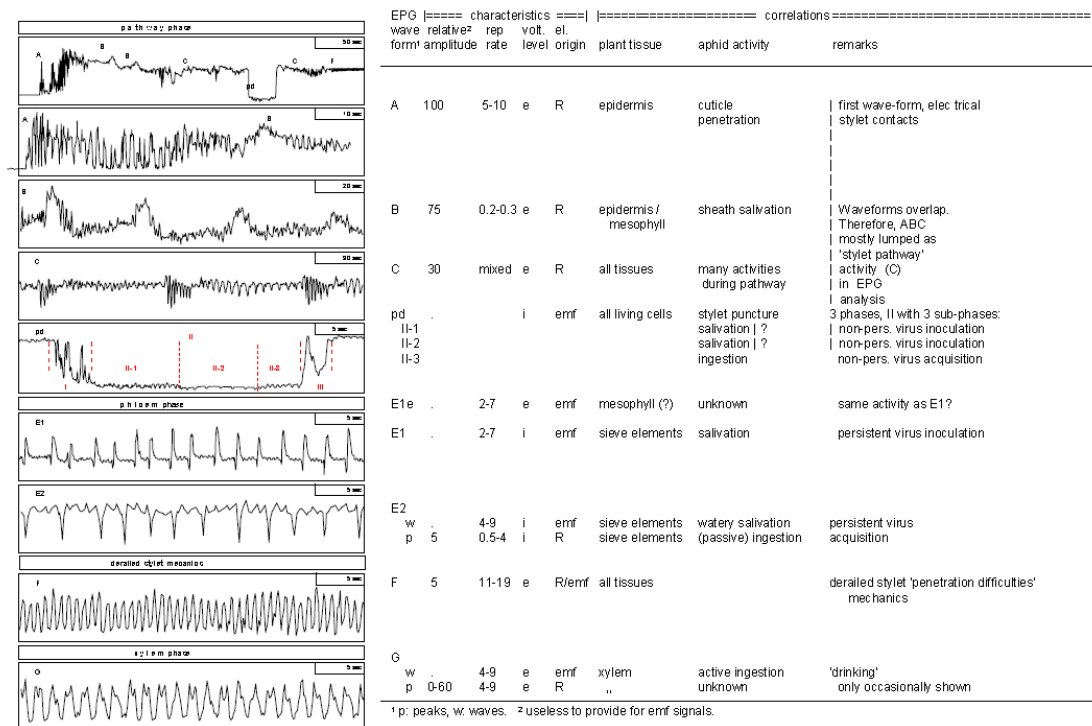 pathway phase
50 sec
A
B
B
C
pd
C
F
10 sec
A
B
20 sec
B
30 sec
C
5 sec
pd
II
I
II-1
II-2
II-3
III
phloem phase
5 sec
E1
5 sec
E2
derailed stylet mecanics
5 sec
F
xylem phase
5 sec
G
EPG |===== characteristics ====| |======================== correlations ====================================
wave relative² rep volt. el.
form¹ amplitude rate level origin plant tissue aphid activity remarks
A 100 5-10 e R epidermis cuticle | first wave-form, elec trical
penetration | stylet contacts
|
|
|
|
|
B 75 0.2-0.3 e R epidermis / sheath salivation | Waveforms overlap.
mesophyll | Therefore, ABC
| mostly lumped as
| 'stylet pathway'
C 30 mixed e R all tissues many activities | activity (C)
during pathway | in EPG
| analysis
pd . i emf all living cells stylet puncture 3 phases, II with 3 sub-phases:
II-1 salivation | ? | non-pers. virus inoculation
II-2 salivation | ? | non-pers. virus inoculation
II-3 ingestion non-pers. virus acquisition
E1e . 2-7 e emf mesophyll (?) unknown same activity as E1?
E1 . 2-7 i emf sieve elements salivation persistent virus inoculation
E2
w . 4-9 i emf sieve elements watery salivation persistent virus
p 5 0.5-4 i R sieve elements (passive) ingestion acquisition
F 5 11-19 e R/emf all tissues derailed stylet 'penetration difficulties'
mechanics
G
w . 4-9 e emf xylem active ingestion 'drinking'
p 0-60 4-9 e R ,, unknown only occasionally shown
¹ p: peaks, w: waves. ² useless to provide for emf signals.